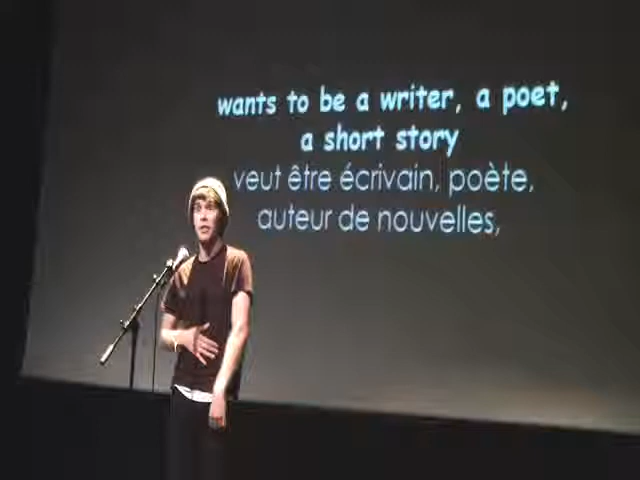 wants to be a writer, a poet,
a short story
veut être écrivain, poète,
auteur de nouvelles,